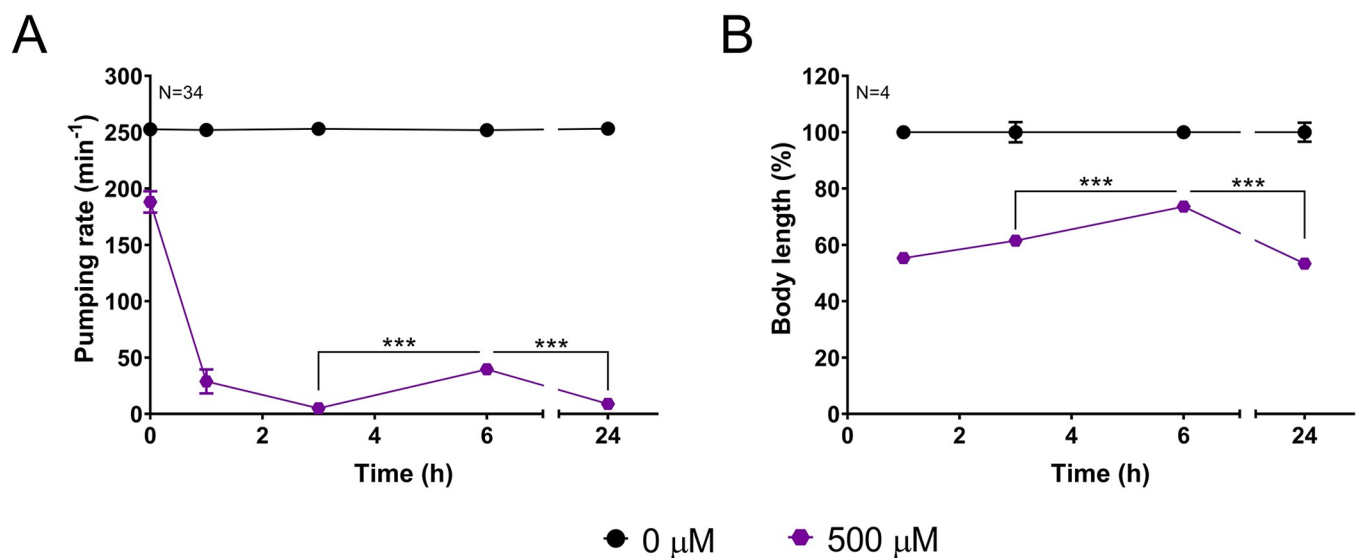 A
B
Pumping rate (min⁻¹)
300
250
200
150
100
50
0
N=34
***
***
0
2
4
6
24
Time (h)
Body length (%)
120
100
80
60
40
20
0
N=4
***
***
0
2
4
6
24
Time (h)
0 μM
500 μM